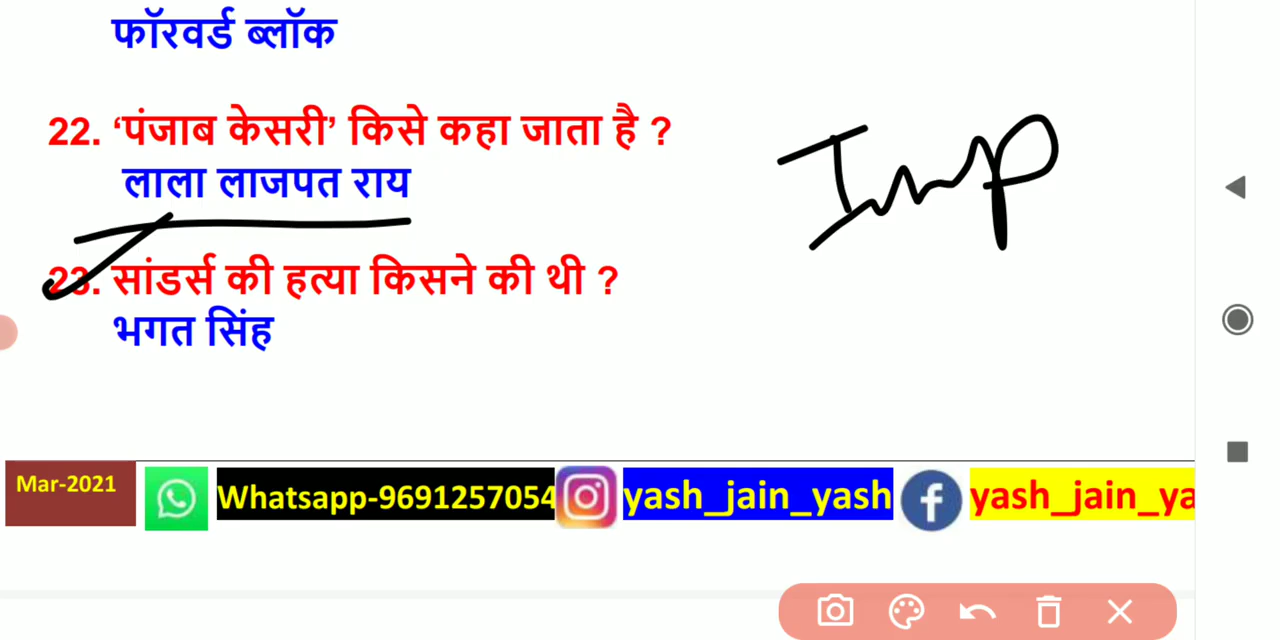 फॉरवर्ड ब्लॉक
22. ‘पंजाब केसरी’ किसे कहा जाता है ?
लाला लाजपत राय
Imp
23. सांडर्स की हत्या किसने की थी ?
भगत सिंह
Mar-2021 Whatsapp-9691257054 yash_jain_yash yash_jain_ya